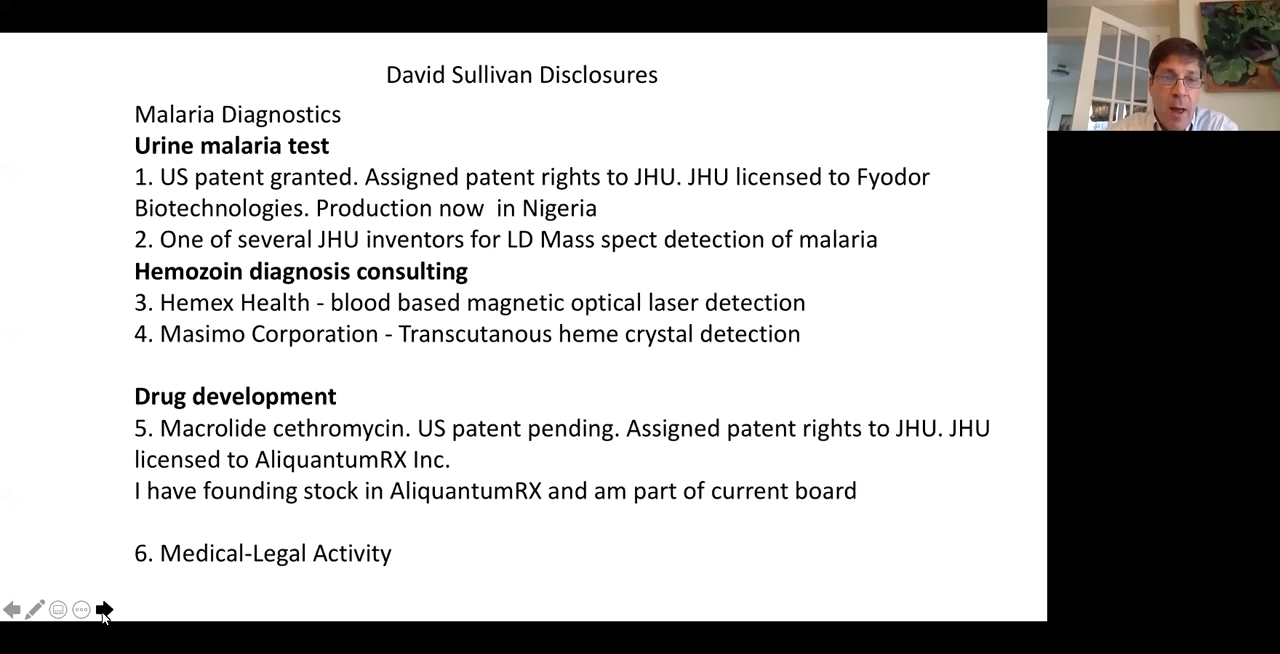 David Sullivan Disclosures
Malaria Diagnostics
Urine malaria test
1. US patent granted. Assigned patent rights to JHU. JHU licensed to Fyodor
Biotechnologies. Production now  in Nigeria
2. One of several JHU inventors for LD Mass spect detection of malaria
Hemozoin diagnosis consulting
3. Hemex Health - blood based magnetic optical laser detection
4. Masimo Corporation - Transcutanous heme crystal detection
Drug development
5. Macrolide cethromycin. US patent pending. Assigned patent rights to JHU. JHU
licensed to AliquantumRX Inc.
I have founding stock in AliquantumRX and am part of current board
6. Medical-Legal Activity